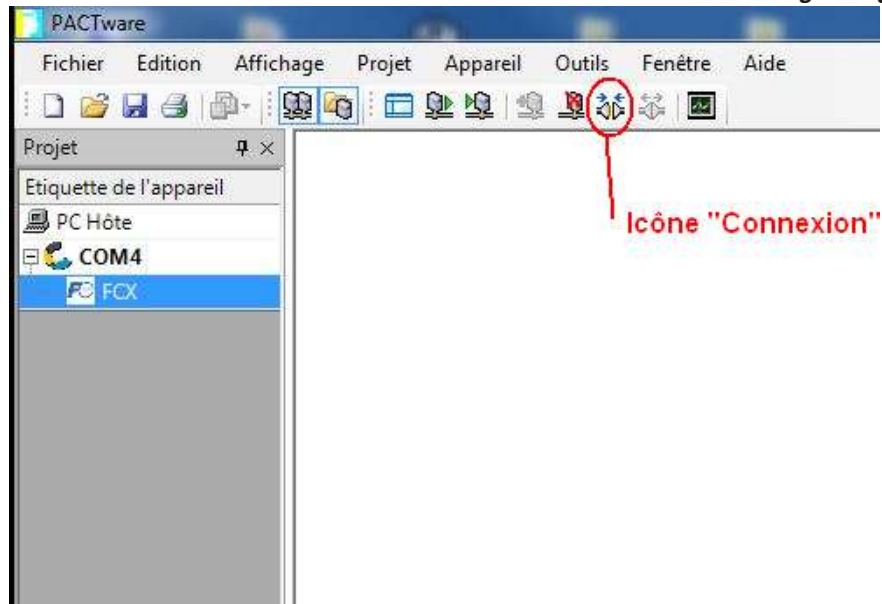 PACTware
Fichier Edition Affichage Projet Appareil Outils Fenêtre Aide
Projet
Etiquette de l'appareil
PC Hôte
COM4
FCX
Icône "Connexion"